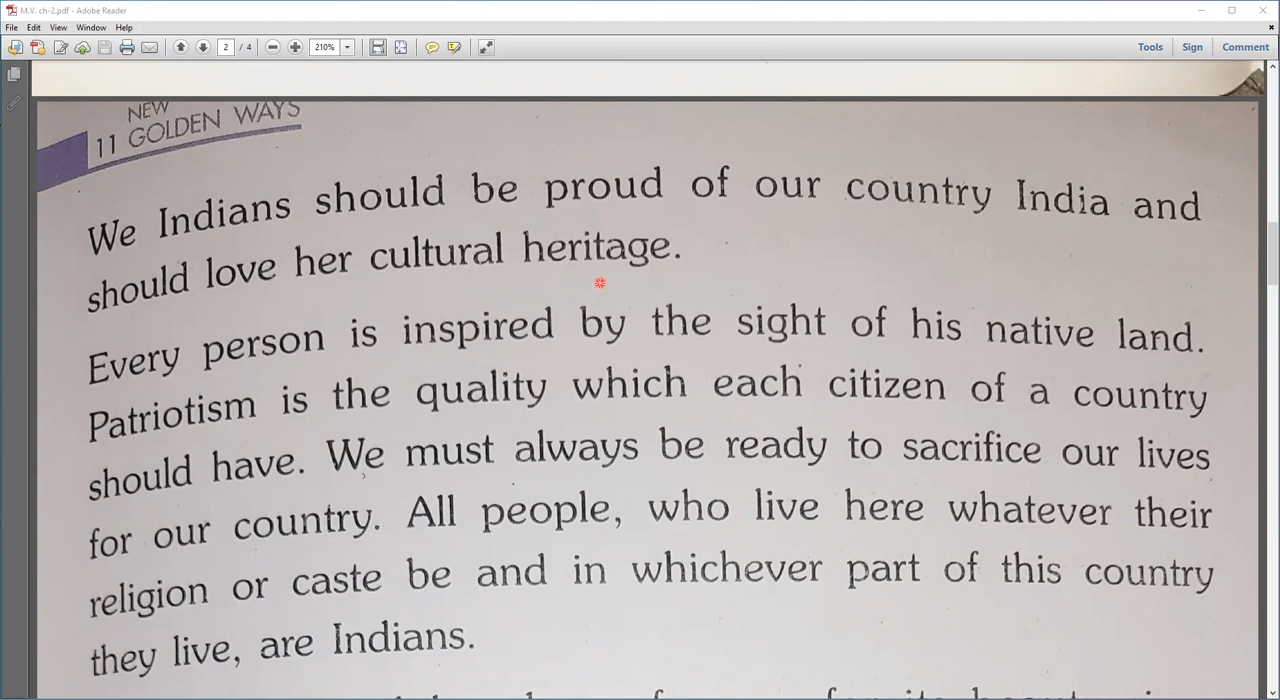 M.V. ch-2.pdf - Adobe Reader
File Edit View Window Help
2 / 4 210% Tools Sign Comment
NEW
11 GOLDEN WAYS
We Indians should be proud of our country India and
should love her cultural heritage.
Every person is inspired by the sight of his native land.
Patriotism is the quality which each citizen of a country
should have. We must always be ready to sacrifice our lives
for our country. All people, who live here whatever their
religion or caste be and in whichever part of this country
they live, are Indians.